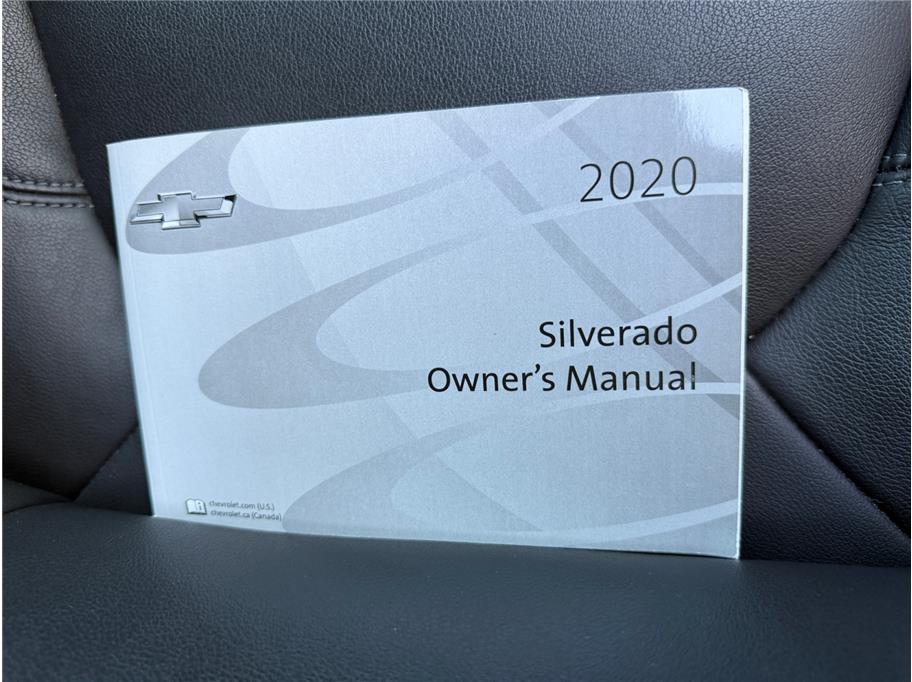 2020
Silverado
Owner's Manual
chevrolet.com (U.S.)
chevrolet.ca (Canada)